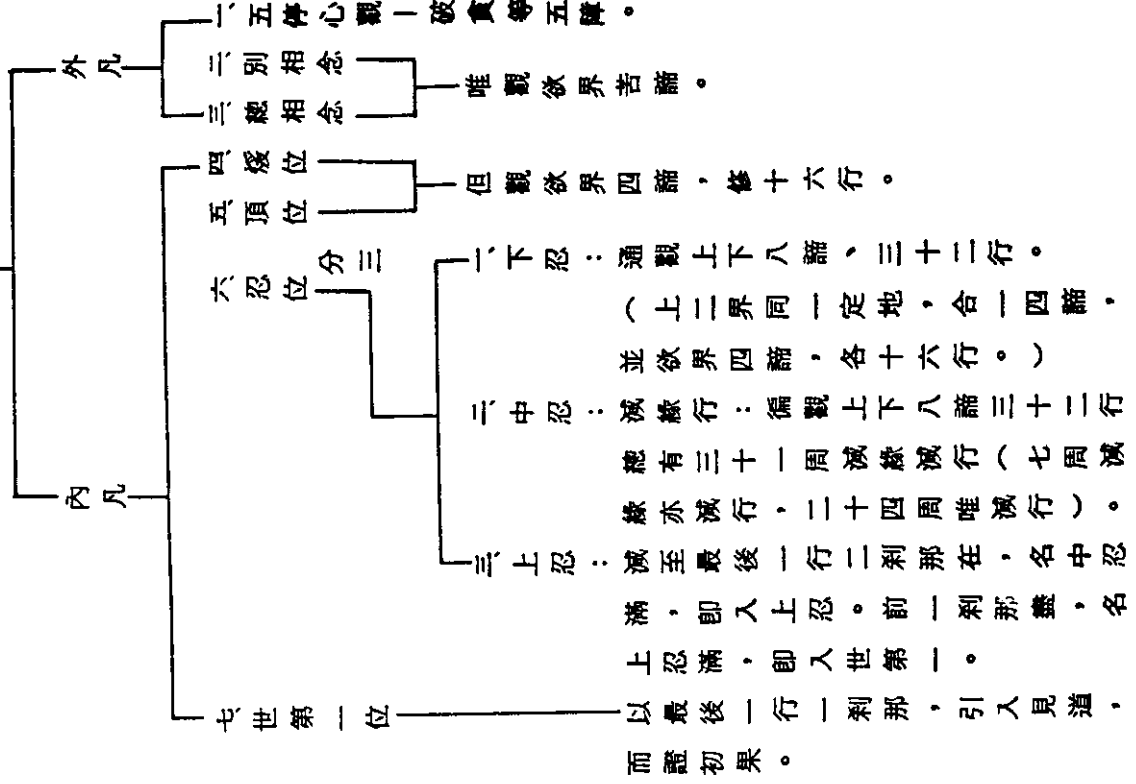 外凡
一、五停心觀－破貪等五障。
二、別相念
三、總相念
唯觀欲界苦諦。
內凡
四、煖位
五、頂位
但觀欲界四諦，修十六行。
六、忍位
分三
一、下忍：通觀上下八諦、三十二行。
（上二界同一定地，合一四諦，
並欲界四諦，各十六行。）
二、中忍：減緣行：徧觀上下八諦三十二行
總有三十一周減緣減行（七周減
緣亦減行，二十四周唯減行）。
三、上忍：減至最後一行二剎那在，名中忍
滿，即入上忍。前一剎那盡，名
上忍滿，即入世第一。
七、世第一位
以最後一行一剎那，引入見道，
而證初果。